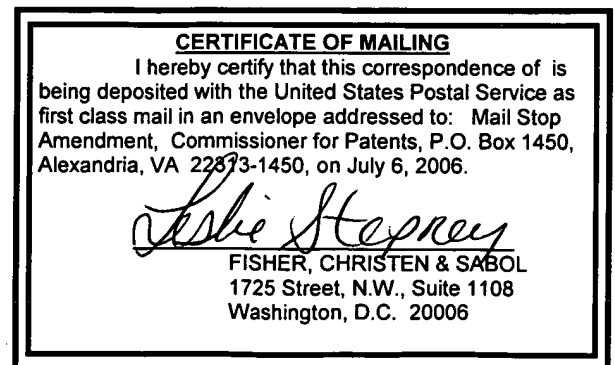 CERTIFICATE OF MAILING
I hereby certify that this correspondence of is
being deposited with the United States Postal Service as
first class mail in an envelope addressed to: Mail Stop
Amendment, Commissioner for Patents, P.O. Box 1450,
Alexandria, VA 22313-1450, on July 6, 2006.
Leslie Stepney
FISHER, CHRISTEN & SABOL
1725 Street, N.W., Suite 1108
Washington, D.C. 20006